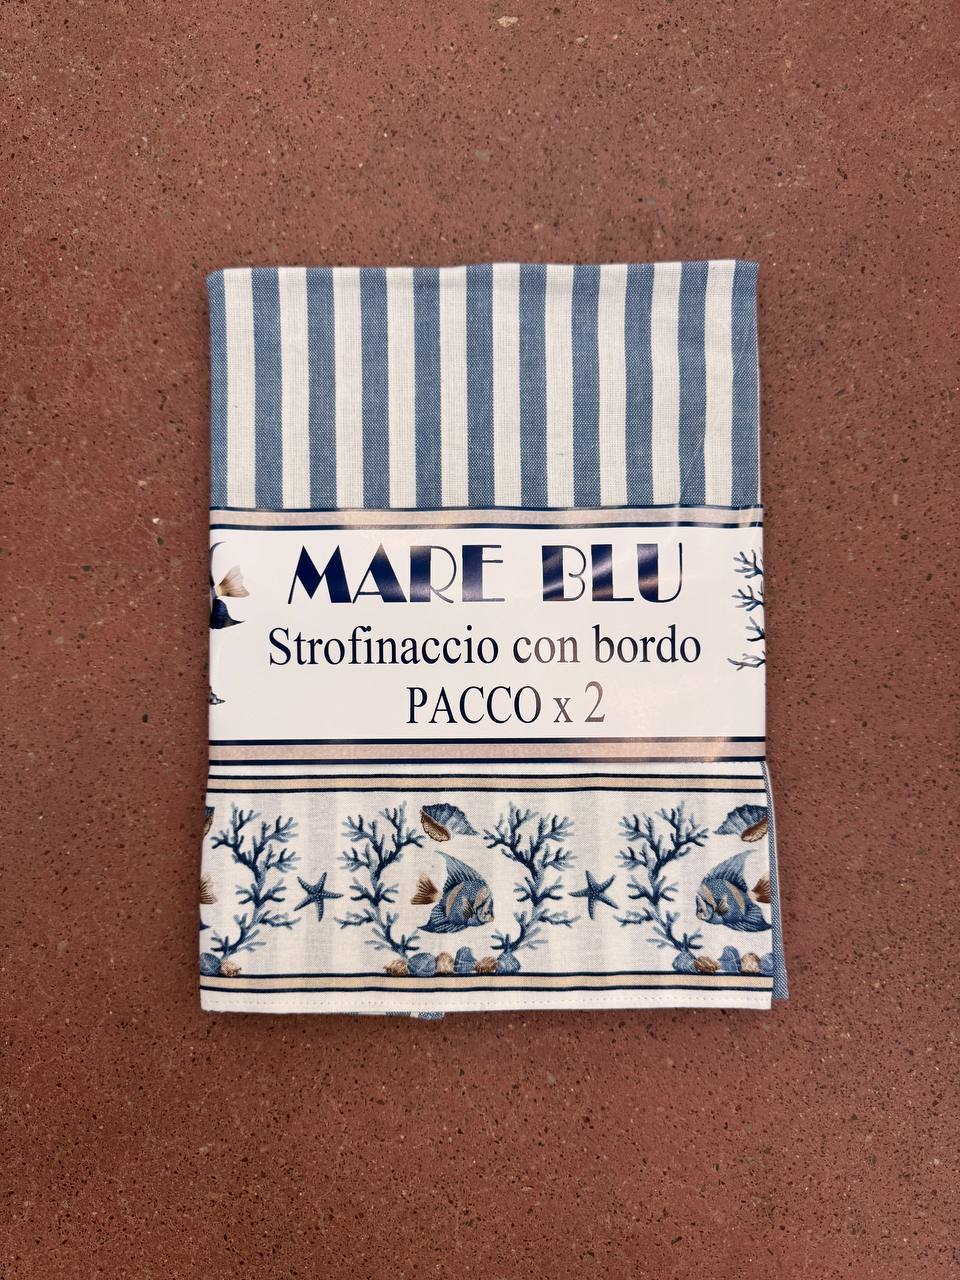 MARE BLU
Strofinaccio con bordo
PACCO x 2